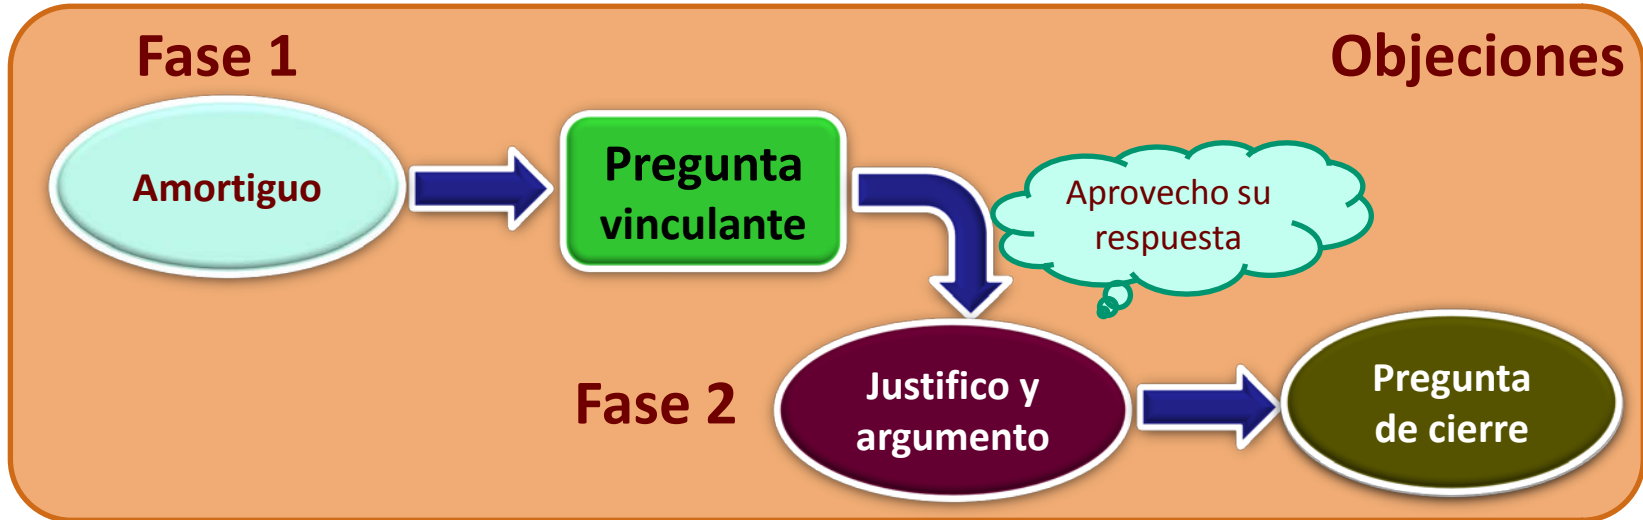 Fase 1
Objeciones
Amortiguo
Pregunta
vinculante
Aprovecho su
respuesta
Fase 2
Justifico y
argumento
Pregunta
de cierre